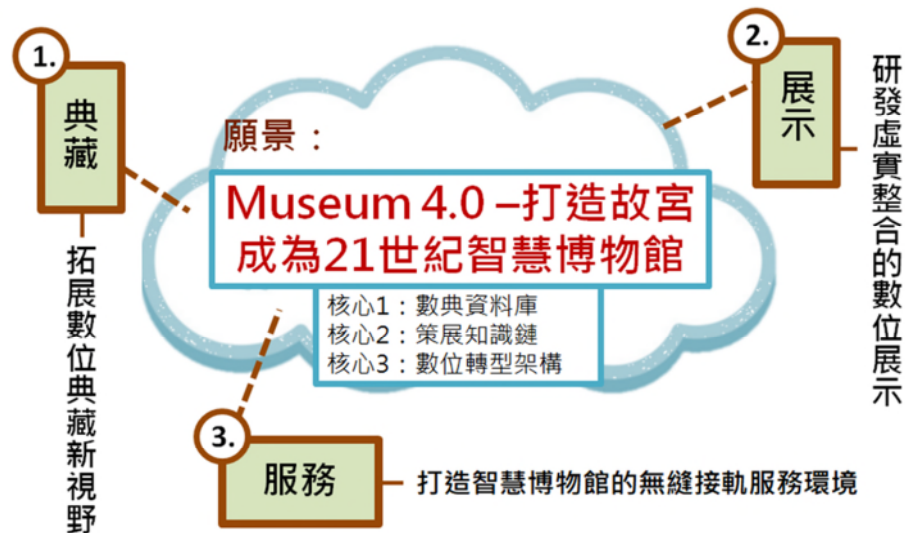 1.
典藏
拓展數位典藏新視野
2.
展示
研發虛實整合的數位展示
願景：
Museum 4.0 –打造故宮
成為21世紀智慧博物館
核心1：數典資料庫
核心2：策展知識鏈
核心3：數位轉型架構
3.
服務
打造智慧博物館的無縫接軌服務環境